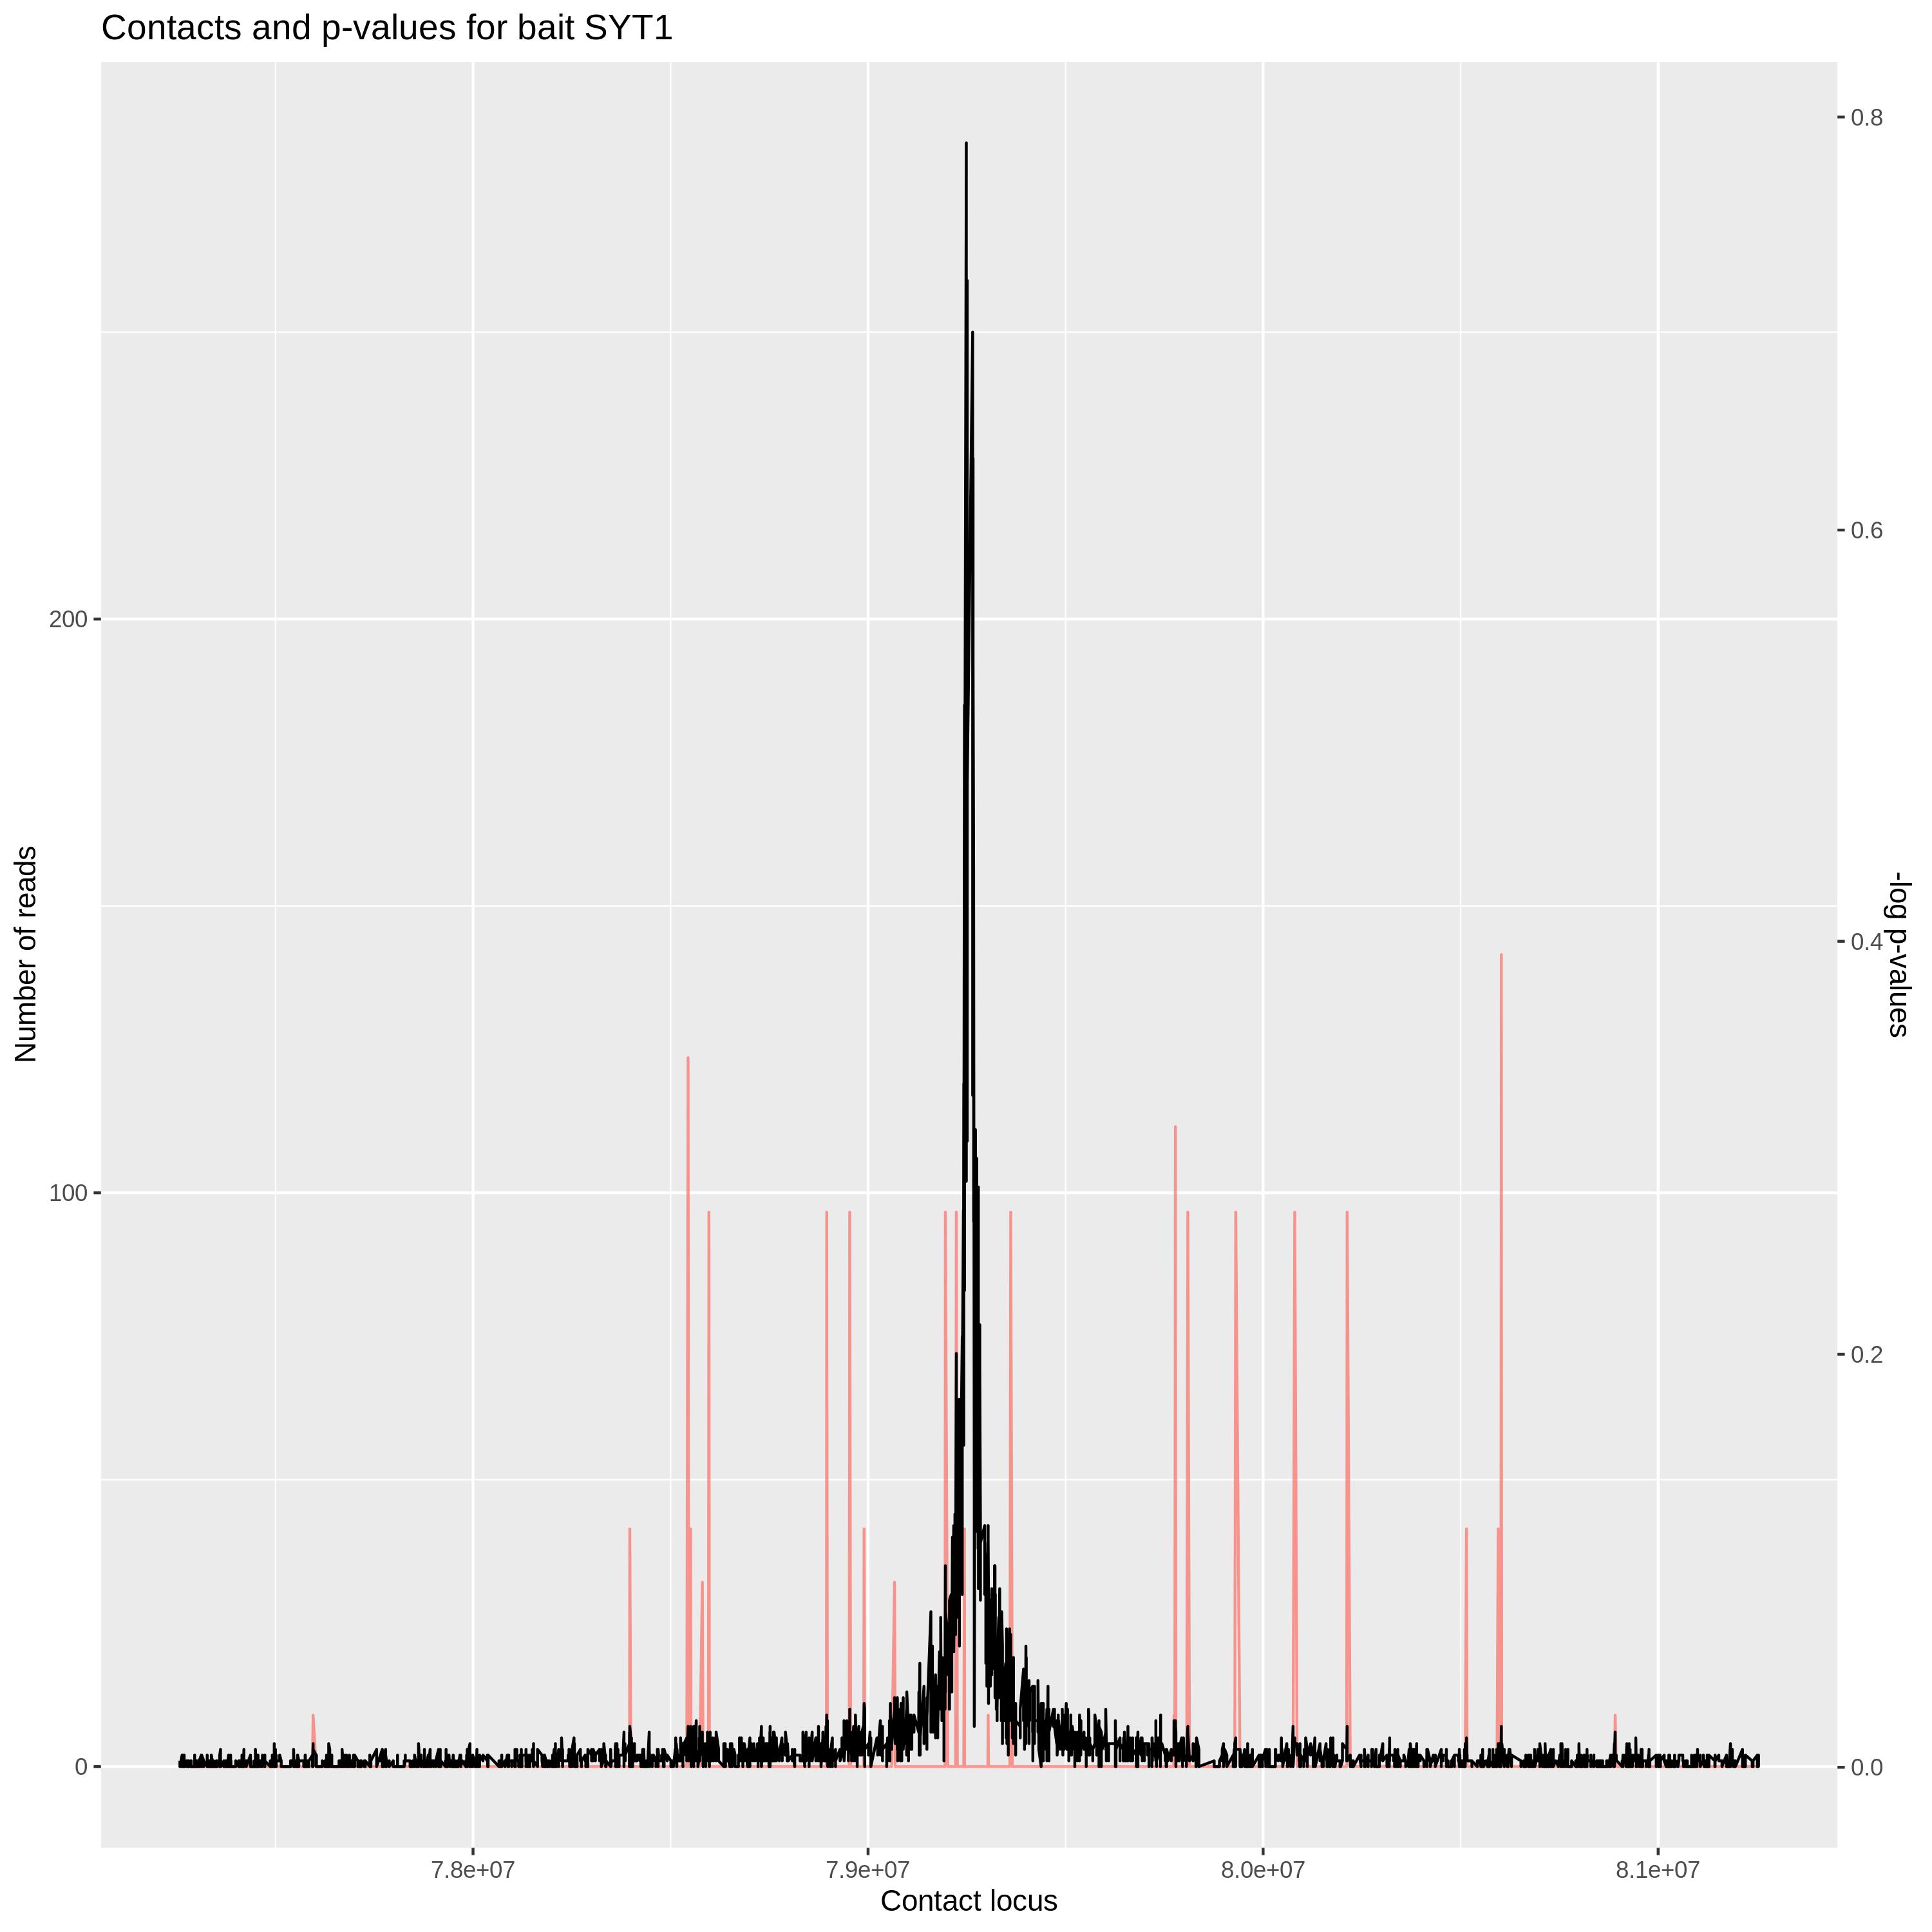 Contacts and p-values for bait SYT1
Number of reads
200
100
0
0.8
0.6
0.4
0.2
0.0
-log p-values
7.8e+07 7.9e+07 8.0e+07 8.1e+07
Contact locus